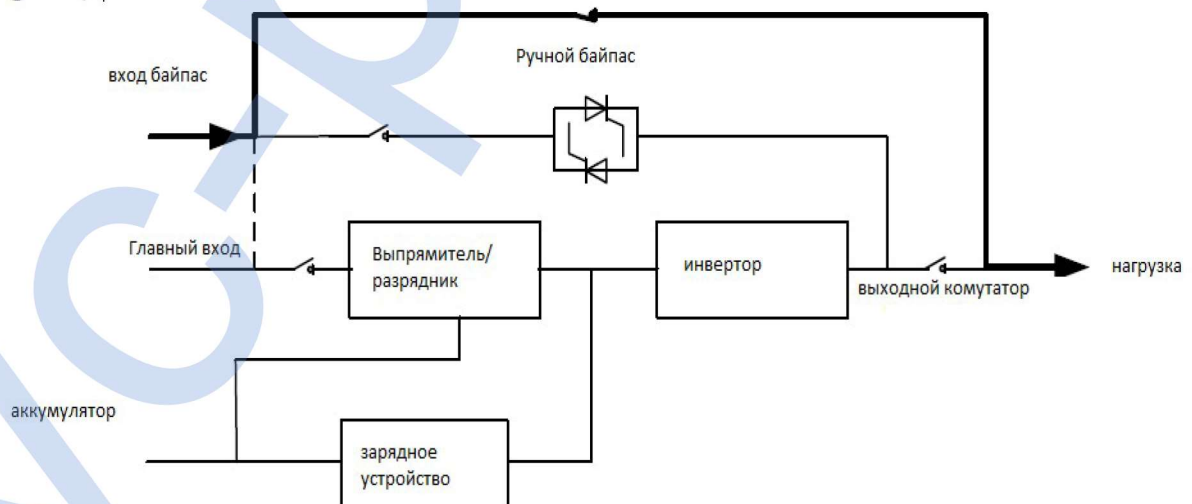 Ручной байпас
вход байпас
Главный вход
Выпрямитель/
разрядник
инвертор
нагрузка
выходной комутатор
аккумулятор
зарядное
устройство